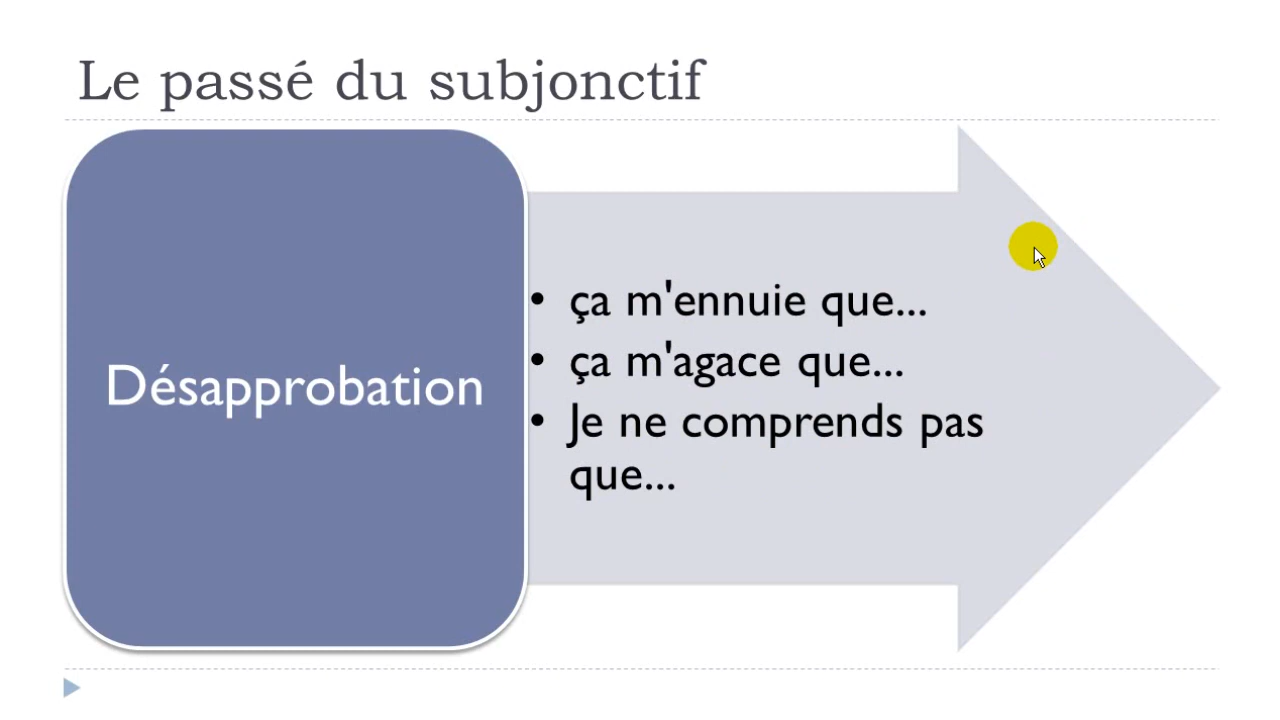 Le passé du subjonctif
Désapprobation
• ça m'ennuie que...
• ça m'agace que...
• Je ne comprends pas
que...